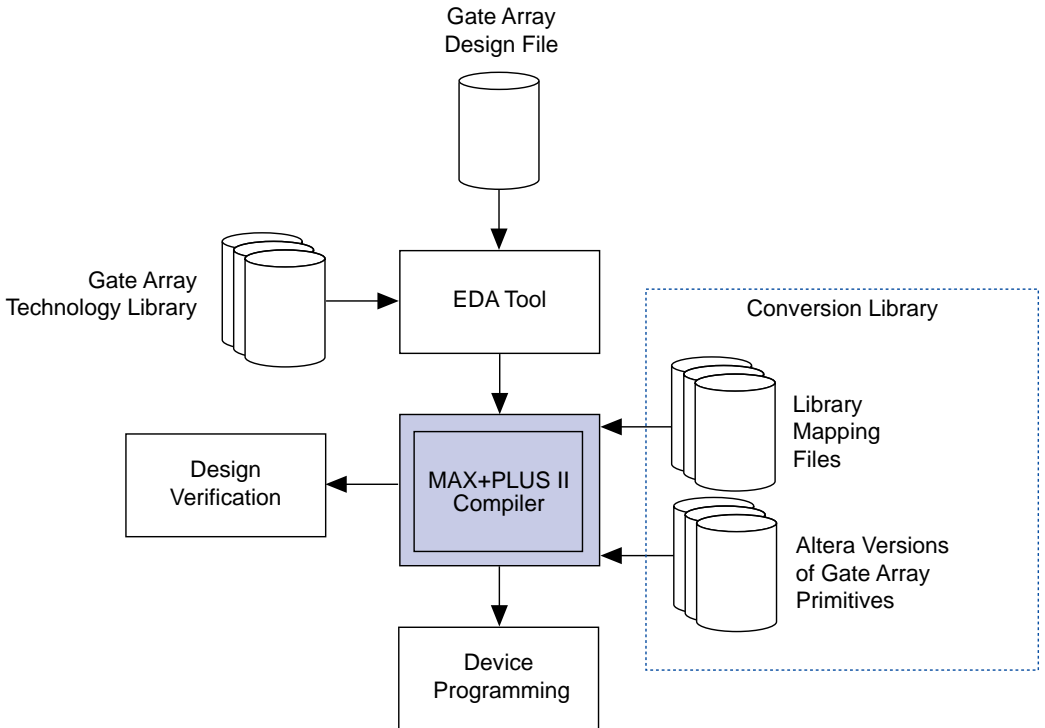 Gate Array
Design File
Gate Array
Technology Library
EDA Tool
Conversion Library
Library
Mapping
Files
Design
Verification
MAX+PLUS II
Compiler
Altera Versions
of Gate Array
Primitives
Device
Programming